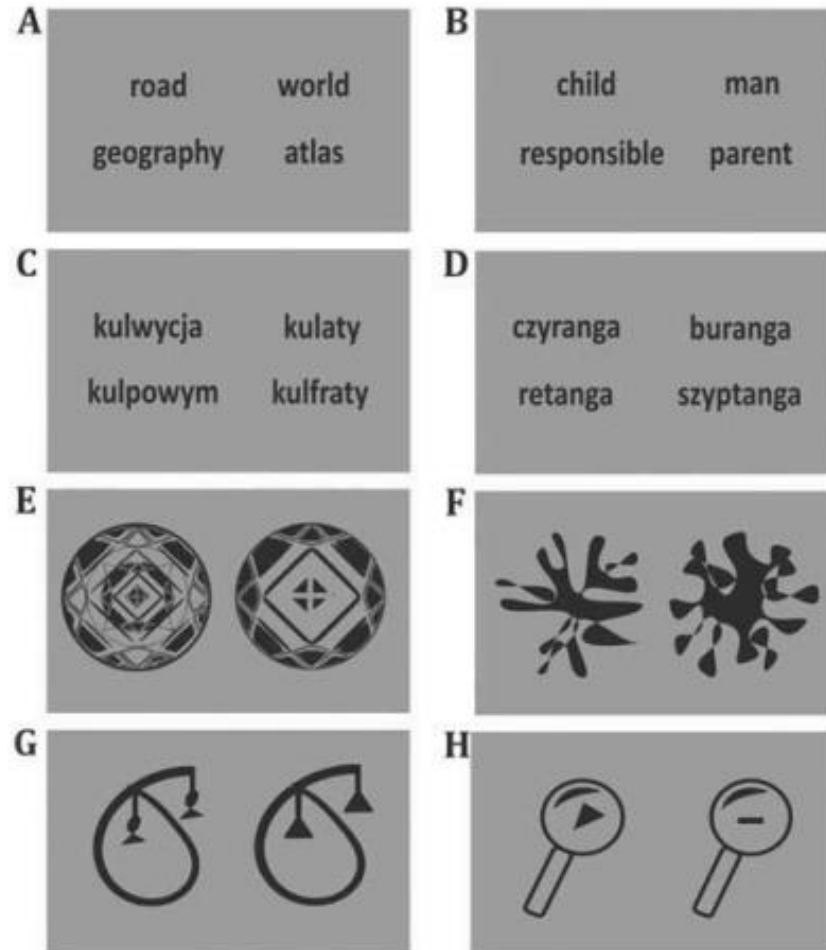 A
road world
geography atlas
B
child man
responsible parent
C
kulwycja kulaty
kulpowym kulfraty
D
czyranga buranga
retanga szyptanga
E
F
G
H